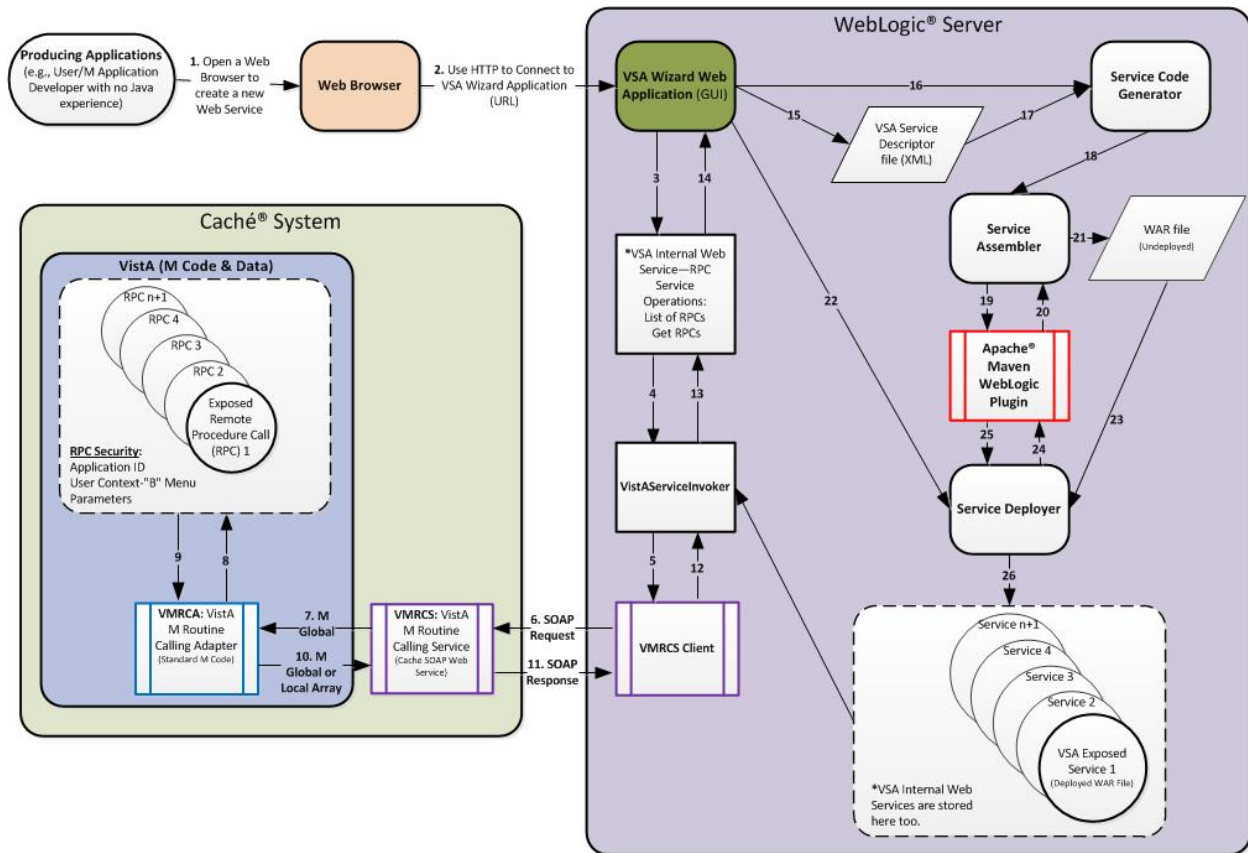 WebLogic® Server
Producing Applications
(e.g., User/M Application
Developer with no Java
experience)
1. Open a Web
Browser to
create a new
Web Service
Web Browser
2. Use HTTP to Connect to
VSA Wizard Application
(URL)
VSA Wizard Web
Application (GUI)
16
Service Code
Generator
15
VSA Service
Descriptor
file (XML)
17
18
3
14
Caché® System
VistA (M Code & Data)
RPC n+1
RPC 4
RPC 3
RPC 2
Exposed
Remote
Procedure Call
(RPC) 1
RPC Security:
Application ID
User Context-"B" Menu
Parameters
*VSA Internal Web
Service—RPC
Service
Operations:
List of RPCs
Get RPCs
22
Service
Assembler
21
WAR file
(Undeployed)
19
20
Apache®
Maven
WebLogic
Plugin
4
13
23
25
24
VistAServiceInvoker
Service Deployer
9
8
5
12
26
VMRCA: VistA
M Routine
Calling Adapter
(Standard M Code)
7. M
Global
10. M
Global or
Local Array
VMRCS: VistA
M Routine
Calling Service
(Cache SOAP Web
Service)
6. SOAP
Request
11. SOAP
Response
VMRCS Client
Service n+1
Service 4
Service 3
Service 2
VSA Exposed
Service 1
(Deployed WAR File)
*VSA Internal Web
Services are stored
here too.